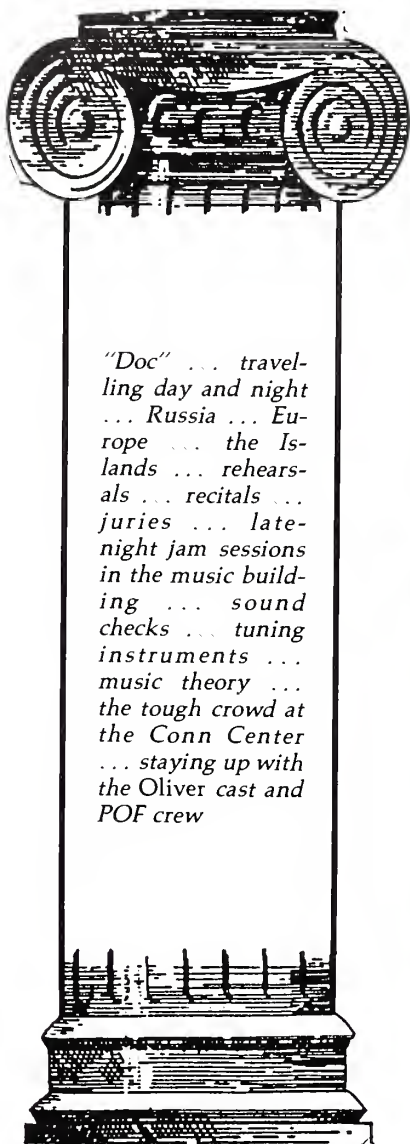 "Doc" ... travel-
ling day and night
... Russia ... Eu-
rope ... the Is-
lands ... rehears-
als ... recitals ...
juries ... late-
night jam sessions
in the music build-
ing ... sound
checks ... tuning
instruments ...
music theory ...
the tough crowd at
the Conn Center
... staying up with
the Oliver cast and
POF crew